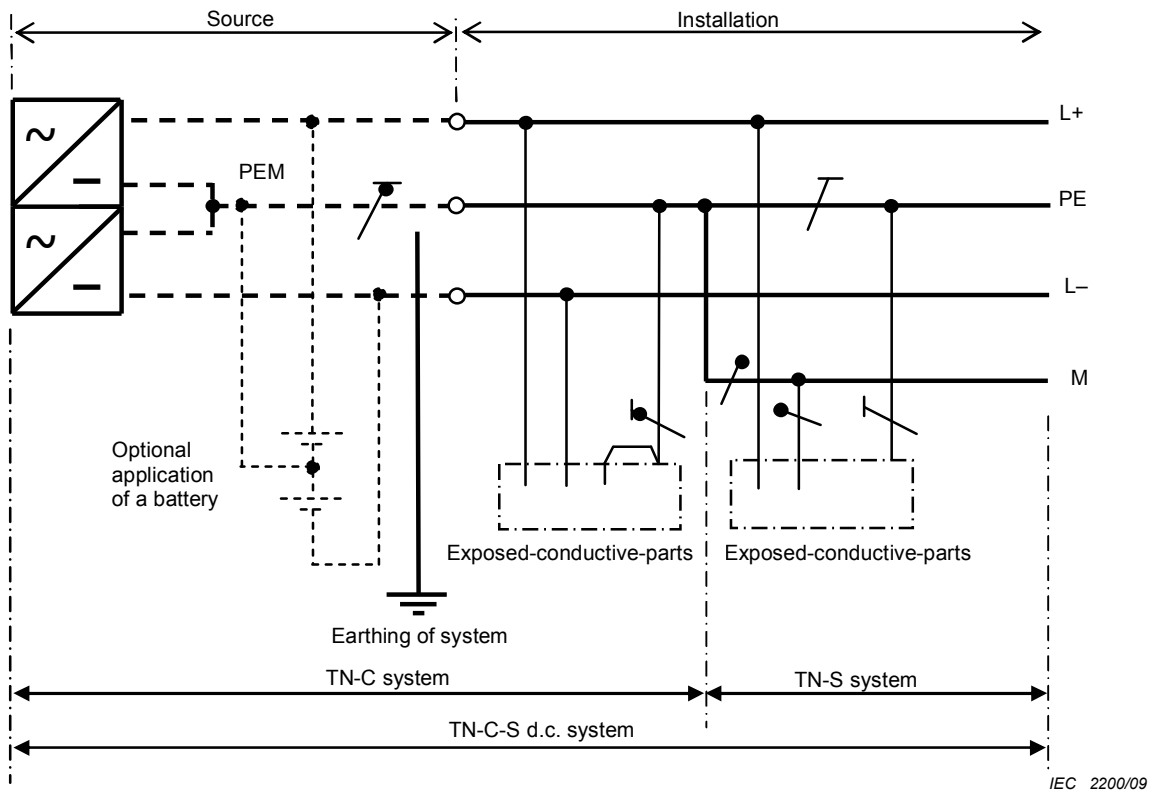 Source
Installation
~
L+
PEM
PE
~
L–
M
Optional
application
of a battery
Exposed-conductive-parts
Exposed-conductive-parts
Earthing of system
TN-C system
TN-S system
TN-C-S d.c. system
IEC 2200/09